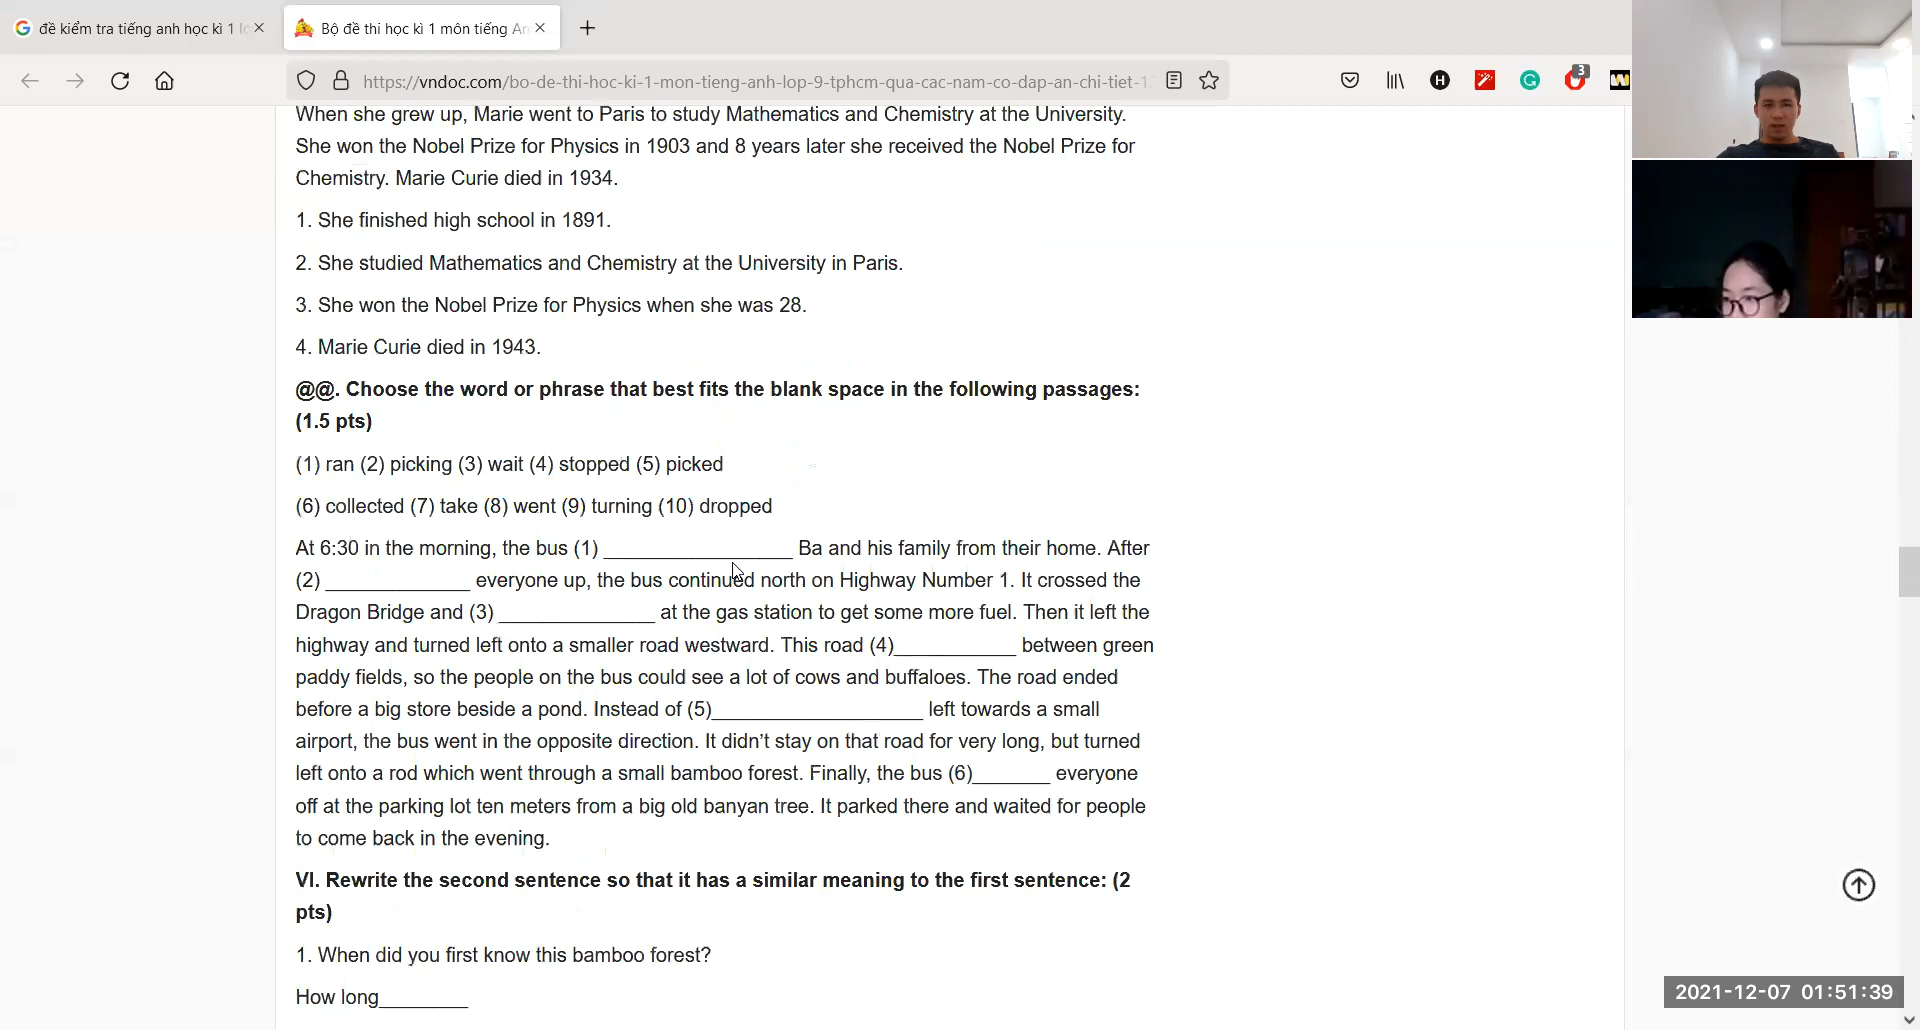 đề kiểm tra tiếng anh học kì 1
Bộ đề thi học kì 1 môn tiếng
https://vndoc.com/bo-de-thi-hoc-ki-1-mon-tieng-anh-lop-9-tphcm-qua-cac-nam-co-dap-an-chi-tiet-1
3
When she grew up, Marie went to Paris to study Mathematics and Chemistry at the University.
She won the Nobel Prize for Physics in 1903 and 8 years later she received the Nobel Prize for
Chemistry. Marie Curie died in 1934.
1. She finished high school in 1891.
2. She studied Mathematics and Chemistry at the University in Paris.
3. She won the Nobel Prize for Physics when she was 28.
4. Marie Curie died in 1943.
@@. Choose the word or phrase that best fits the blank space in the following passages:
(1.5 pts)
(1) ran (2) picking (3) wait (4) stopped (5) picked
(6) collected (7) take (8) went (9) turning (10) dropped
At 6:30 in the morning, the bus (1) _________________ Ba and his family from their home. After
(2) _____________ everyone up, the bus continued north on Highway Number 1. It crossed the
Dragon Bridge and (3) ______________ at the gas station to get some more fuel. Then it left the
highway and turned left onto a smaller road westward. This road (4)___________ between green
paddy fields, so the people on the bus could see a lot of cows and buffaloes. The road ended
before a big store beside a pond. Instead of (5)___________________ left towards a small
airport, the bus went in the opposite direction. It didn’t stay on that road for very long, but turned
left onto a rod which went through a small bamboo forest. Finally, the bus (6)_______ everyone
off at the parking lot ten meters from a big old banyan tree. It parked there and waited for people
to come back in the evening.
VI. Rewrite the second sentence so that it has a similar meaning to the first sentence: (2
pts)
1. When did you first know this bamboo forest?
How long________
2021-12-07 01:51:39